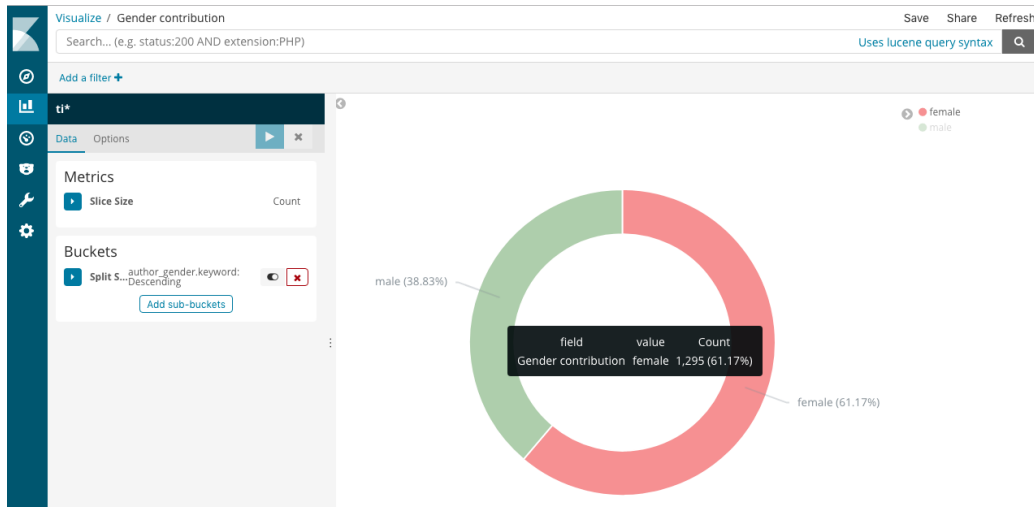 Visualize / Gender contribution
Save Share Refresh
Search... (e.g. status:200 AND extension:PHP)
Uses lucene query syntax
Add a filter +
ti*
Data Options
Metrics
Slice Size Count
Buckets
Split S... author_gender.keyword:
Descending
Add sub-buckets
female
male
male (38.83%)
field value Count
Gender contribution female 1,295 (61.17%)
female (61.17%)